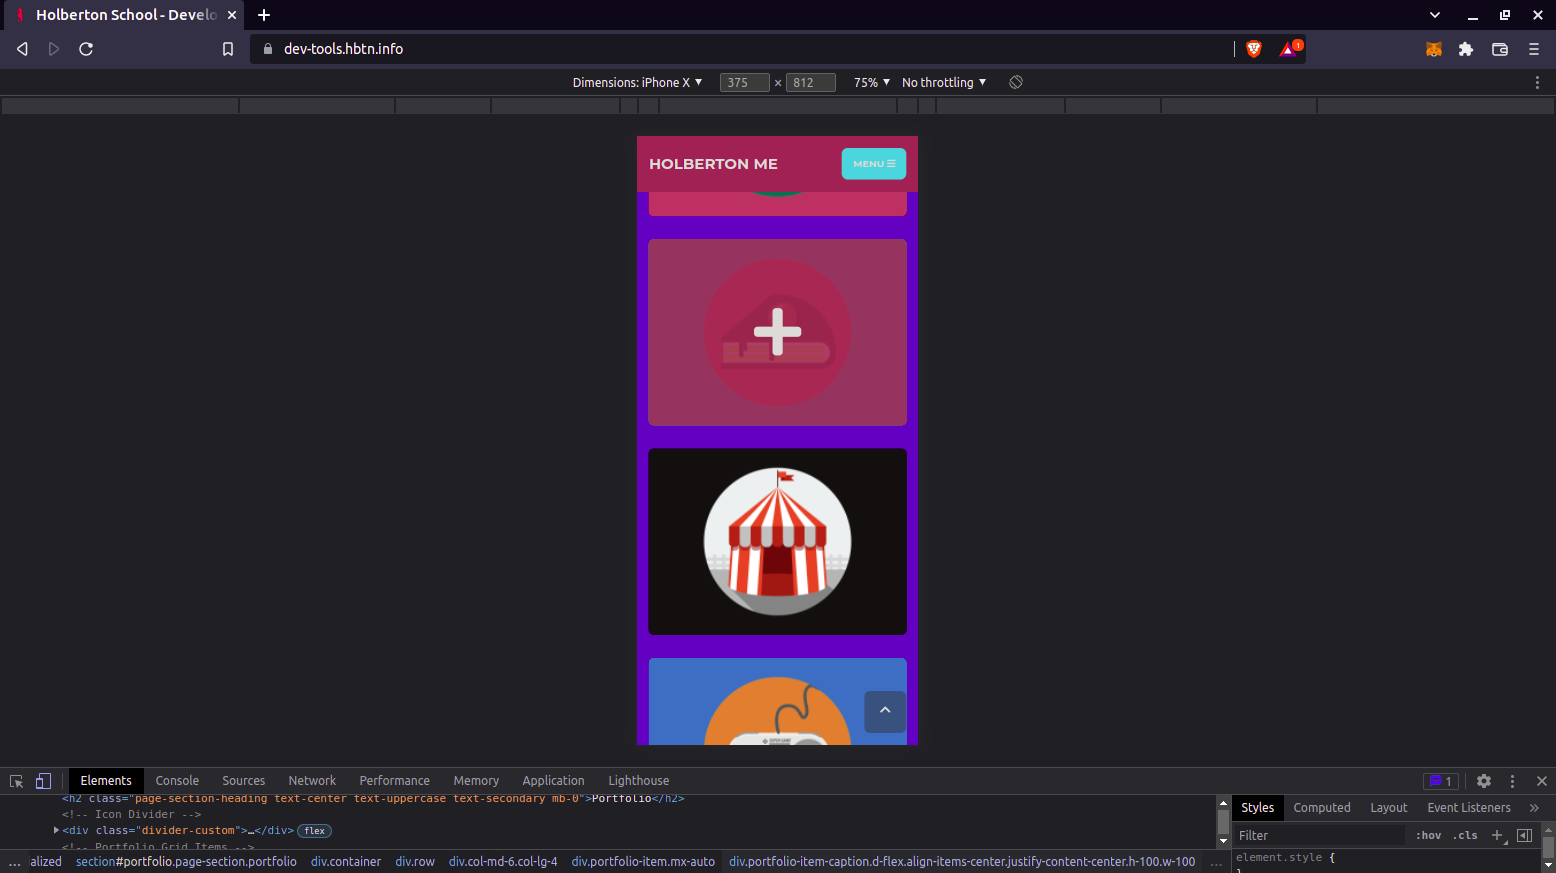 Holberton School - Develo
dev-tools.hbtn.info
1
Dimensions: iPhone X 375 × 812 75% No throttling
HOLBERTON ME
MENU
Elements Console Sources Network Performance Memory Application Lighthouse 1
<h2 class="page-section-heading text-center text-uppercase text-secondary mb-0">Portfolio</h2>
<!-- Icon Divider -->
<div class="divider-custom">…</div> flex
<!-- Portfolio Grid Items -->
... alized section#portfolio.page-section.portfolio div.container div.row div.col-md-6.col-lg-4 div.portfolio-item.mx-auto div.portfolio-item-caption.d-flex.align-items-center.justify-content-center.h-100.w-100 ...
Styles Computed Layout Event Listeners »
Filter :hov .cls +
element.style {
}